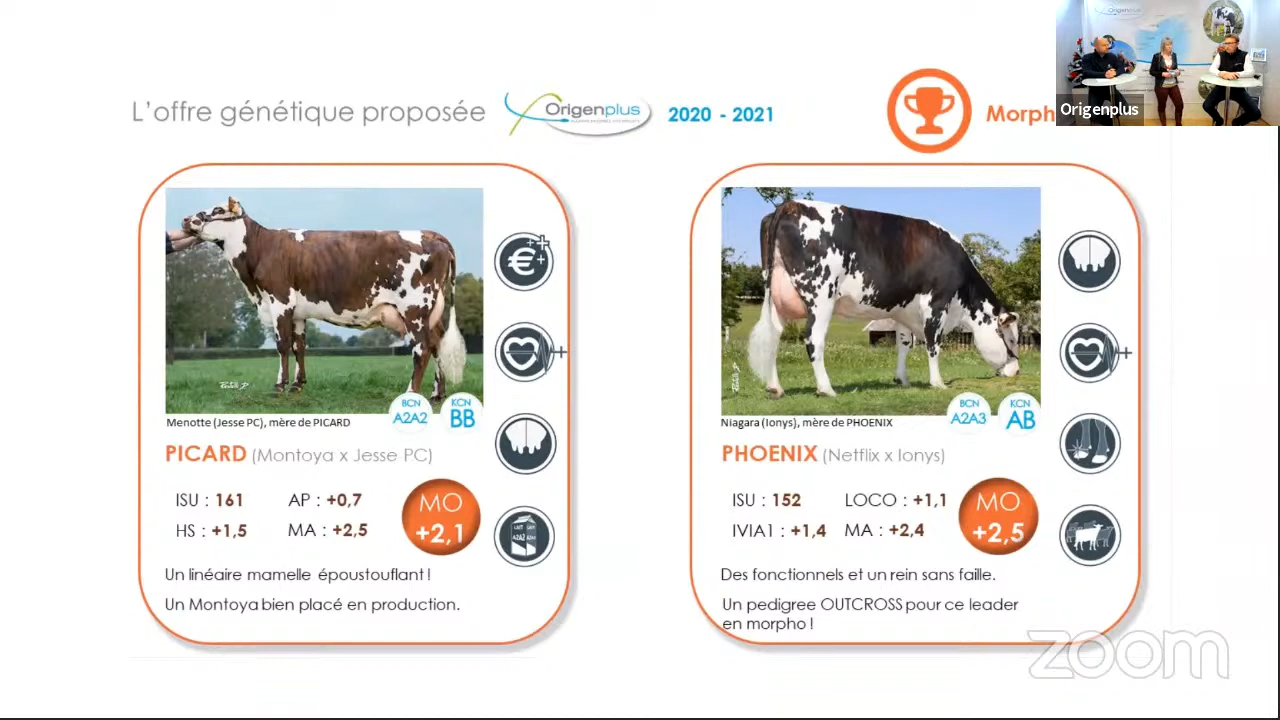 L'offre génétique proposée
Origenplus
2020 - 2021
Morph
Origenplus
Menotte (Jesse PC), mère de PICARD
BCN
A2A2
KCN
BB
PICARD (Montoya x Jesse PC)
ISU : 161
AP : +0,7
HS : +1,5
MA : +2,5
MO
+2,1
Un linéaire mamelle époustouflant !
Un Montoya bien placé en production.
Niagara (Ionys), mère de PHOENIX
BCN
A2A3
KCN
AB
PHOENIX (Netflix x Ionys)
ISU : 152
LOCO : +1,1
IVIA1 : +1,4
MA : +2,4
MO
+2,5
Des fonctionnels et un rein sans faille.
Un pedigree OUTCROSS pour ce leader
en morpho !
zoom